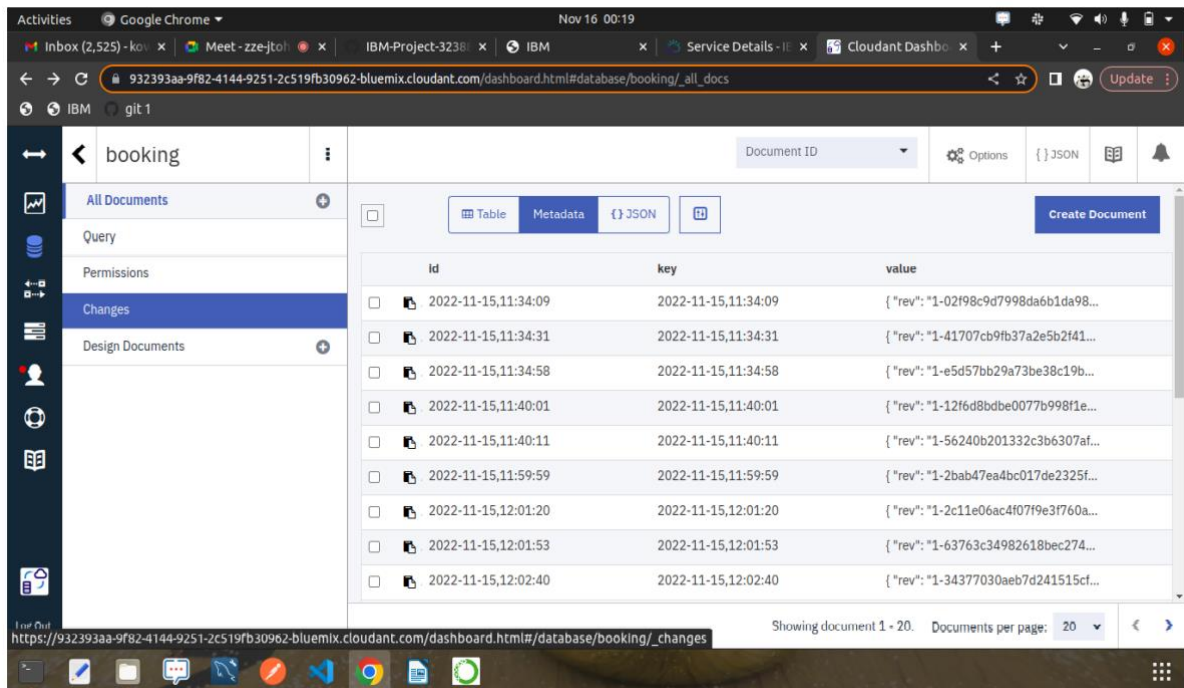 Activities Google Chrome Nov 16 00:19
Inbox (2,525) - kov Meet - zze-jtoh IBM-Project-3238 IBM Service Details - IE Cloudant Dashbo
932393aa-9f82-4144-9251-2c519fb30962-bluemix.cloudant.com/dashboard.html#database/booking/_all_docs Update
IBM git 1
booking Document ID Options { } JSON
All Documents
Query
Permissions
Changes
Design Documents
Table Metadata {} JSON Create Document
id key value
2022-11-15,11:34:09 2022-11-15,11:34:09 { "rev": "1-02f98c9d7998da6b1da98...
2022-11-15,11:34:31 2022-11-15,11:34:31 { "rev": "1-41707cb9fb37a2e5b2f41...
2022-11-15,11:34:58 2022-11-15,11:34:58 { "rev": "1-e5d57bb29a73be38c19b...
2022-11-15,11:40:01 2022-11-15,11:40:01 { "rev": "1-12f6d8bdbe0077b998f1e...
2022-11-15,11:40:11 2022-11-15,11:40:11 { "rev": "1-56240b201332c3b6307af...
2022-11-15,11:59:59 2022-11-15,11:59:59 { "rev": "1-2bab47ea4bc017de2325f...
2022-11-15,12:01:20 2022-11-15,12:01:20 { "rev": "1-2c11e06ac4f07f9e3f760a...
2022-11-15,12:01:53 2022-11-15,12:01:53 { "rev": "1-63763c34982618bec274...
2022-11-15,12:02:40 2022-11-15,12:02:40 { "rev": "1-34377030aeb7d241515cf...
Log Out
Showing document 1 - 20. Documents per page: 20
https://932393aa-9f82-4144-9251-2c519fb30962-bluemix.cloudant.com/dashboard.html#/database/booking/_changes